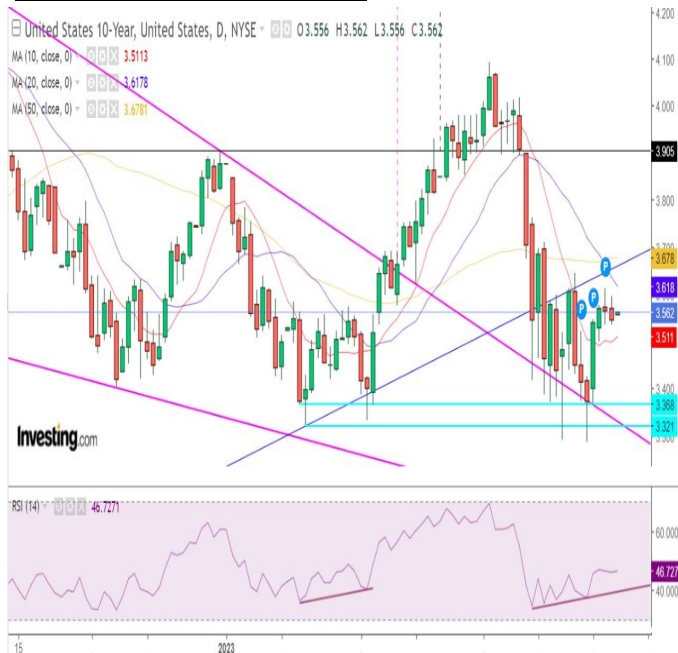 United States 10-Year, United States, D, NYSE O3.556 H3.562 L3.556 C3.562
MA (10, close, 0) 3.5113
MA (20, close, 0) 3.6178
MA (50, close, 0) 3.6781
4.200
4.100
4.000
3.905
3.800
3.678
3.618
P
P
P
3.562
3.511
3.400
3.368
3.321
Investing.com
RSI (14) 46.7271
60.000
46.727
40.000
15
2023